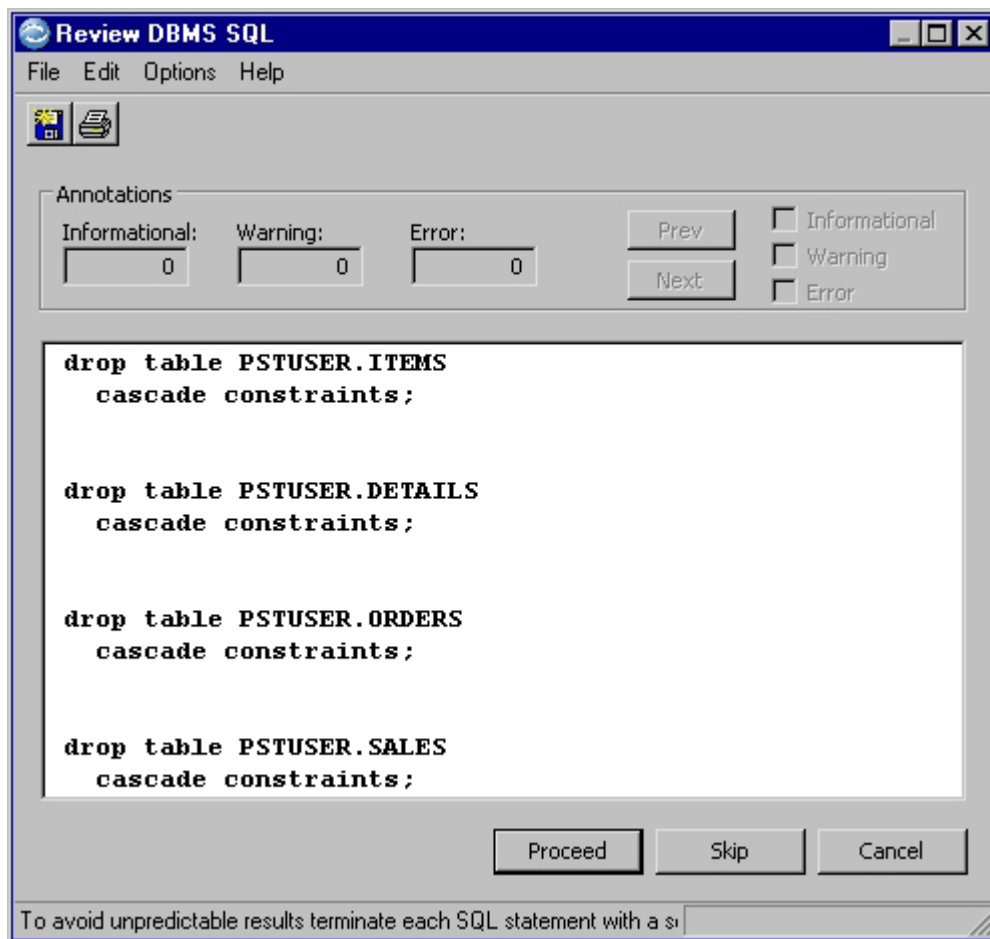 Review DBMS SQL
File Edit Options Help
Annotations
Informational: Warning: Error:
0 0 0
Prev
Next
Informational
Warning
Error
drop table PSTUSER.ITEMS
cascade constraints;
drop table PSTUSER.DETAILS
cascade constraints;
drop table PSTUSER.ORDERS
cascade constraints;
drop table PSTUSER.SALES
cascade constraints;
Proceed Skip Cancel
To avoid unpredictable results terminate each SQL statement with a